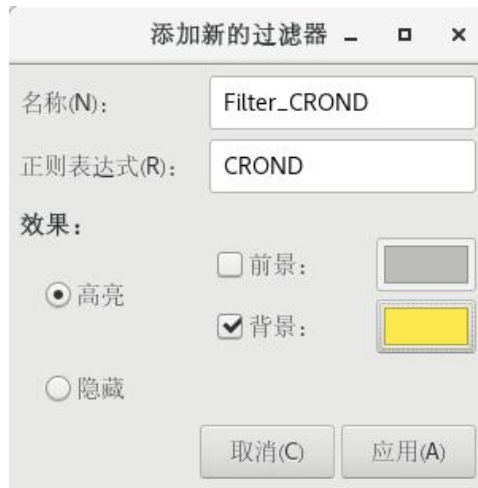 添加新的过滤器
名称(N)： Filter_CROND
正则表达式(R)： CROND
效果：
前景：
高亮
背景：
隐藏
取消(C) 应用(A)